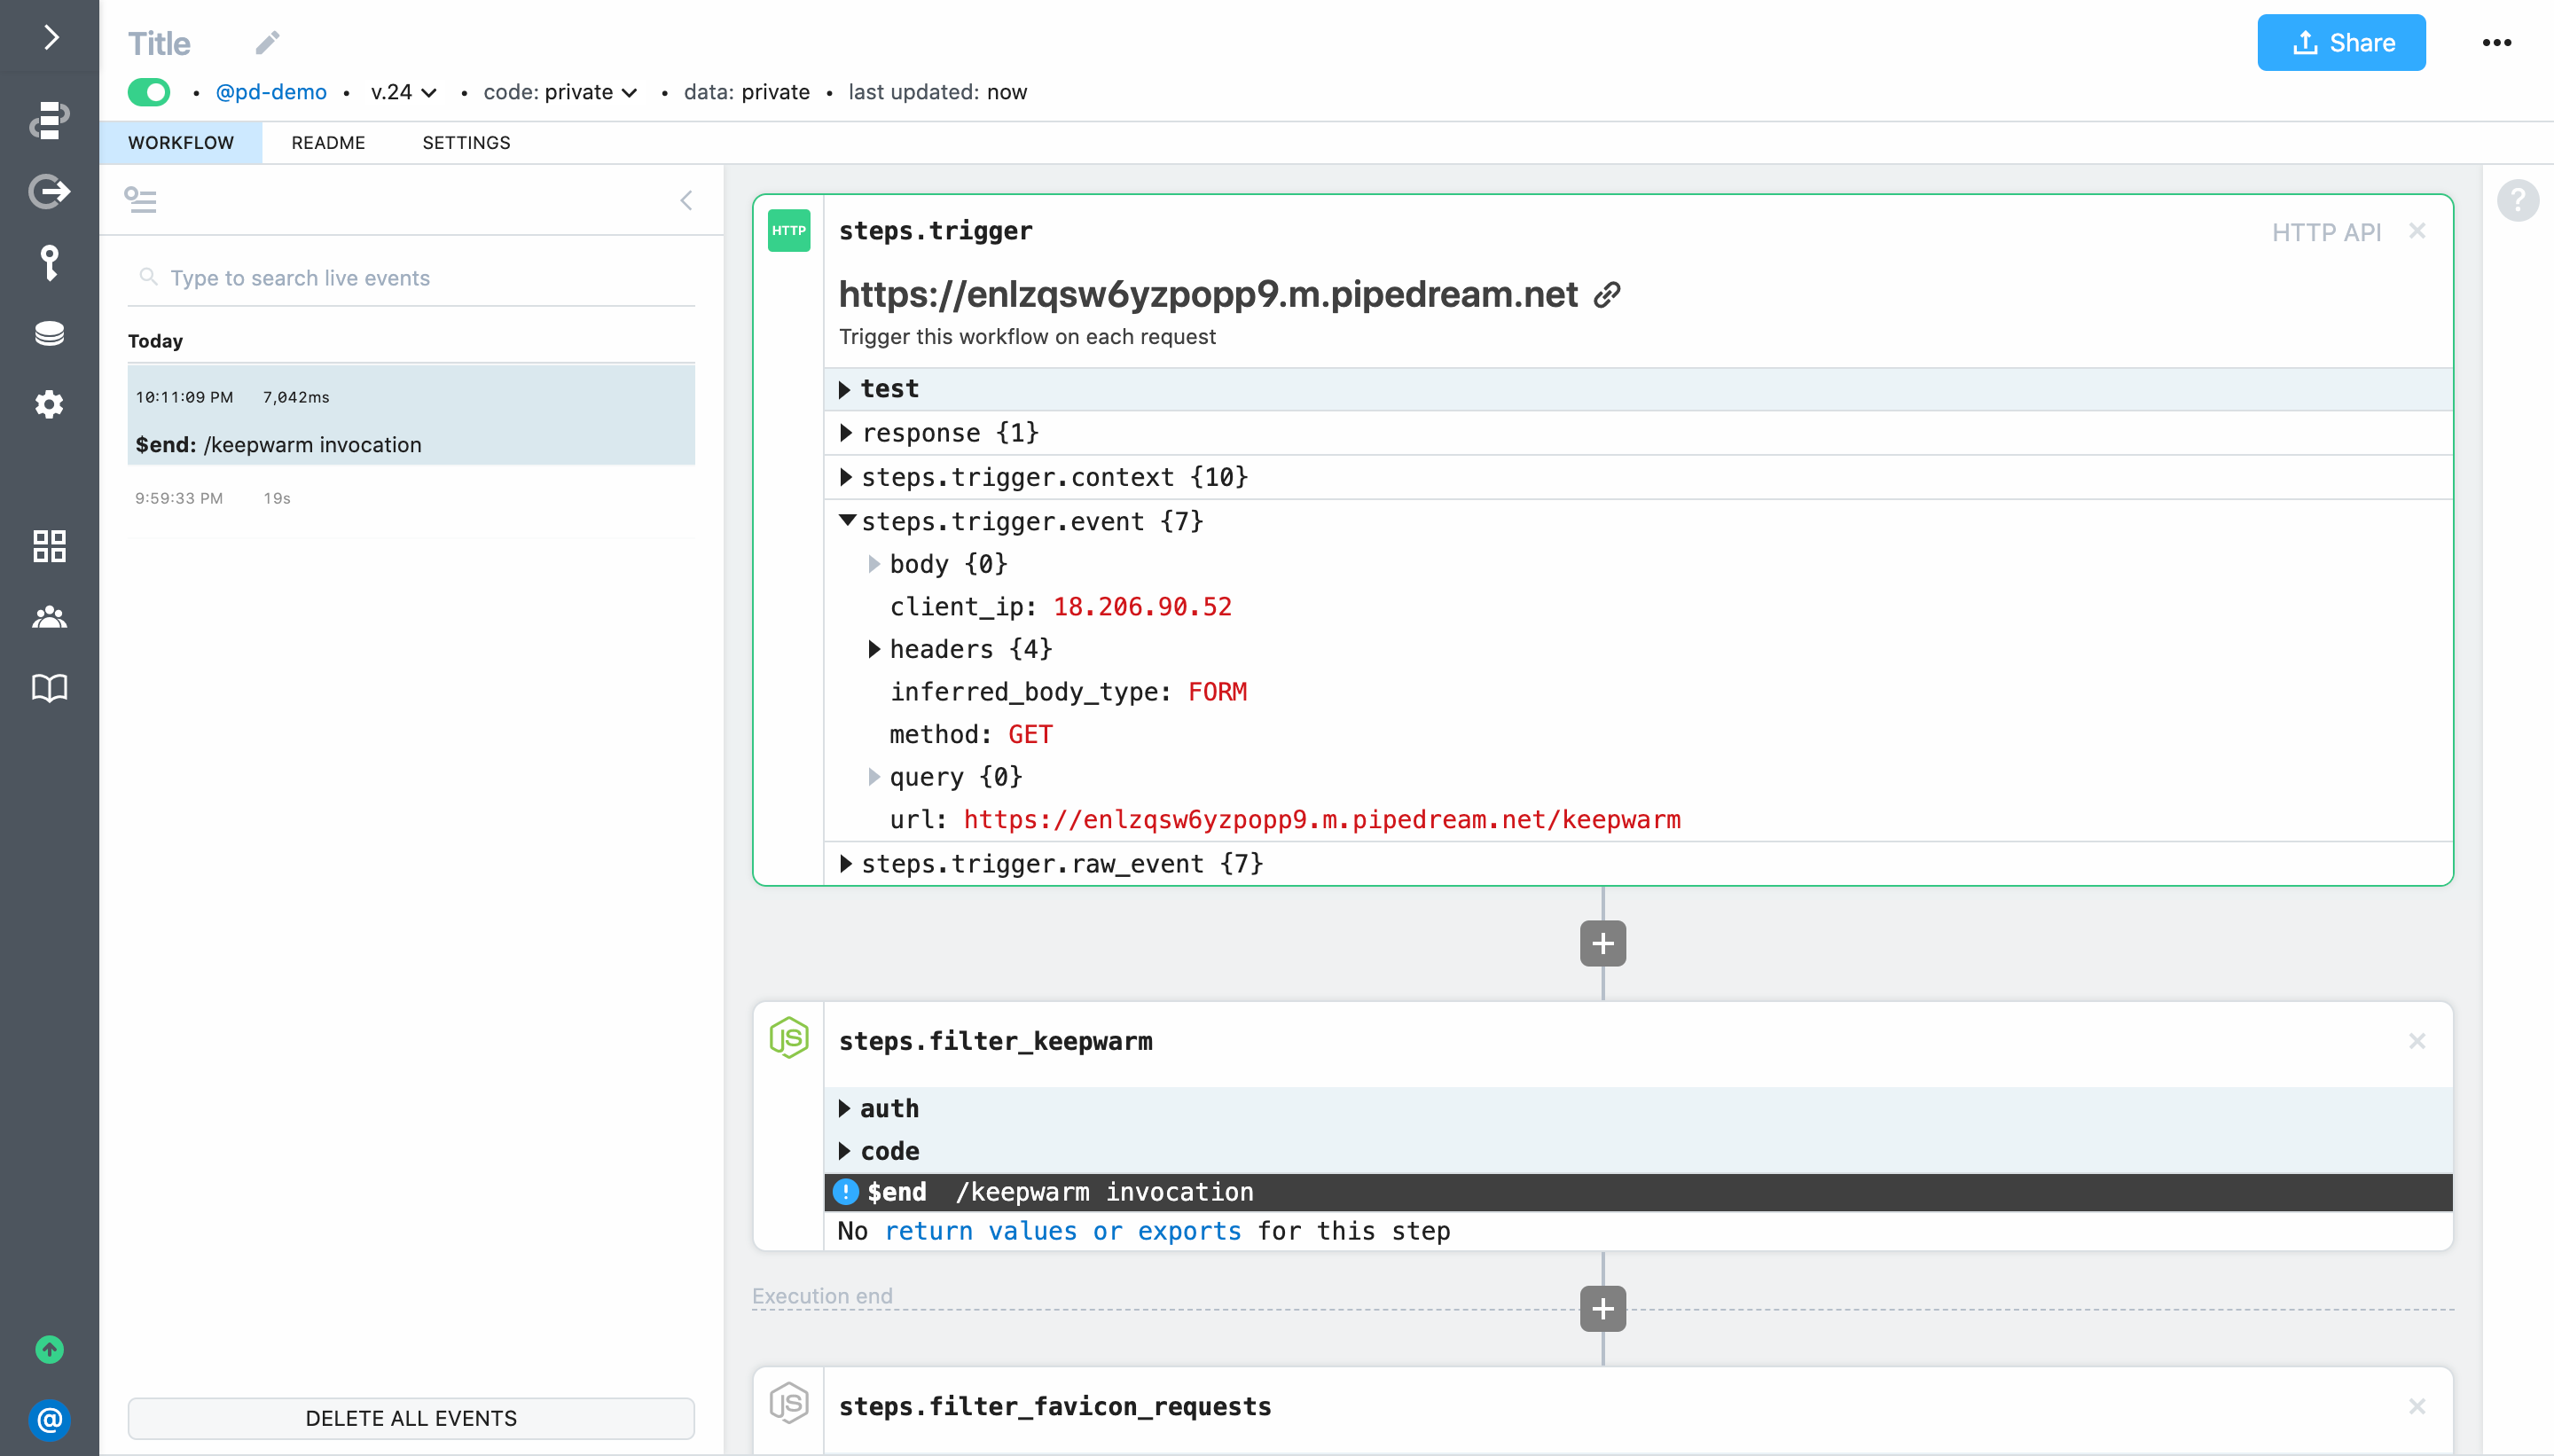 Title
Share
@pd-demo • v.24 • code: private • data: private • last updated: now
WORKFLOW README SETTINGS
Type to search live events
Today
10:11:09 PM 7,042ms
$end: /keepwarm invocation
9:59:33 PM 19s
DELETE ALL EVENTS
@
HTTP
steps.trigger
HTTP API
https://enlzqsw6yzpopp9.m.pipedream.net
Trigger this workflow on each request
test
response {1}
steps.trigger.context {10}
steps.trigger.event {7}
body {0}
client_ip: 18.206.90.52
headers {4}
inferred_body_type: FORM
method: GET
query {0}
url: https://enlzqsw6yzpopp9.m.pipedream.net/keepwarm
steps.trigger.raw_event {7}
JS
steps.filter_keepwarm
auth
code
$end /keepwarm invocation
No return values or exports for this step
Execution end
JS
steps.filter_favicon_requests